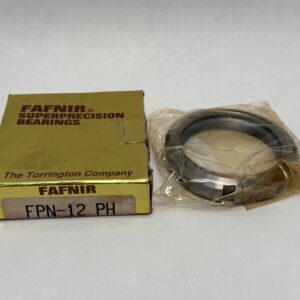 FAFNIR®
SUPERPRECISION
BEARINGS
The Torrington Company
FAFNIR
FPN-12 PH